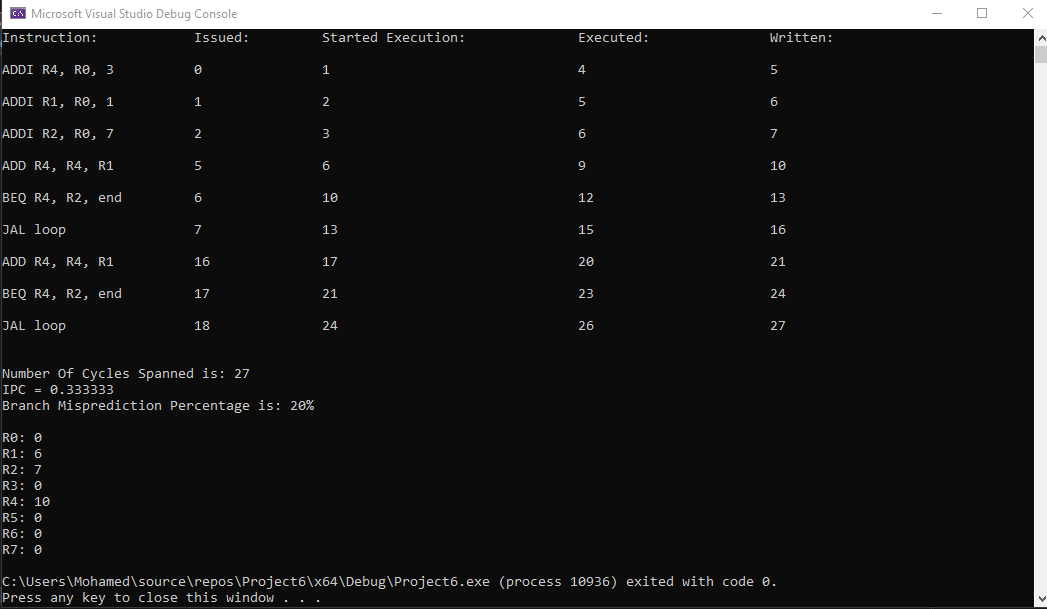 Microsoft Visual Studio Debug Console
Instruction: Issued: Started Execution: Executed: Written:
ADDI R4, R0, 3 0 1 4 5
ADDI R1, R0, 1 1 2 5 6
ADDI R2, R0, 7 2 3 6 7
ADD R4, R4, R1 5 6 9 10
BEQ R4, R2, end 6 10 12 13
JAL loop 7 13 15 16
ADD R4, R4, R1 16 17 20 21
BEQ R4, R2, end 17 21 23 24
JAL loop 18 24 26 27
Number Of Cycles Spanned is: 27
IPC = 0.333333
Branch Misprediction Percentage is: 20%
R0: 0
R1: 6
R2: 7
R3: 0
R4: 10
R5: 0
R6: 0
R7: 0
C:\Users\Mohamed\source\repos\Project6\x64\Debug\Project6.exe (process 10936) exited with code 0.
Press any key to close this window . . .